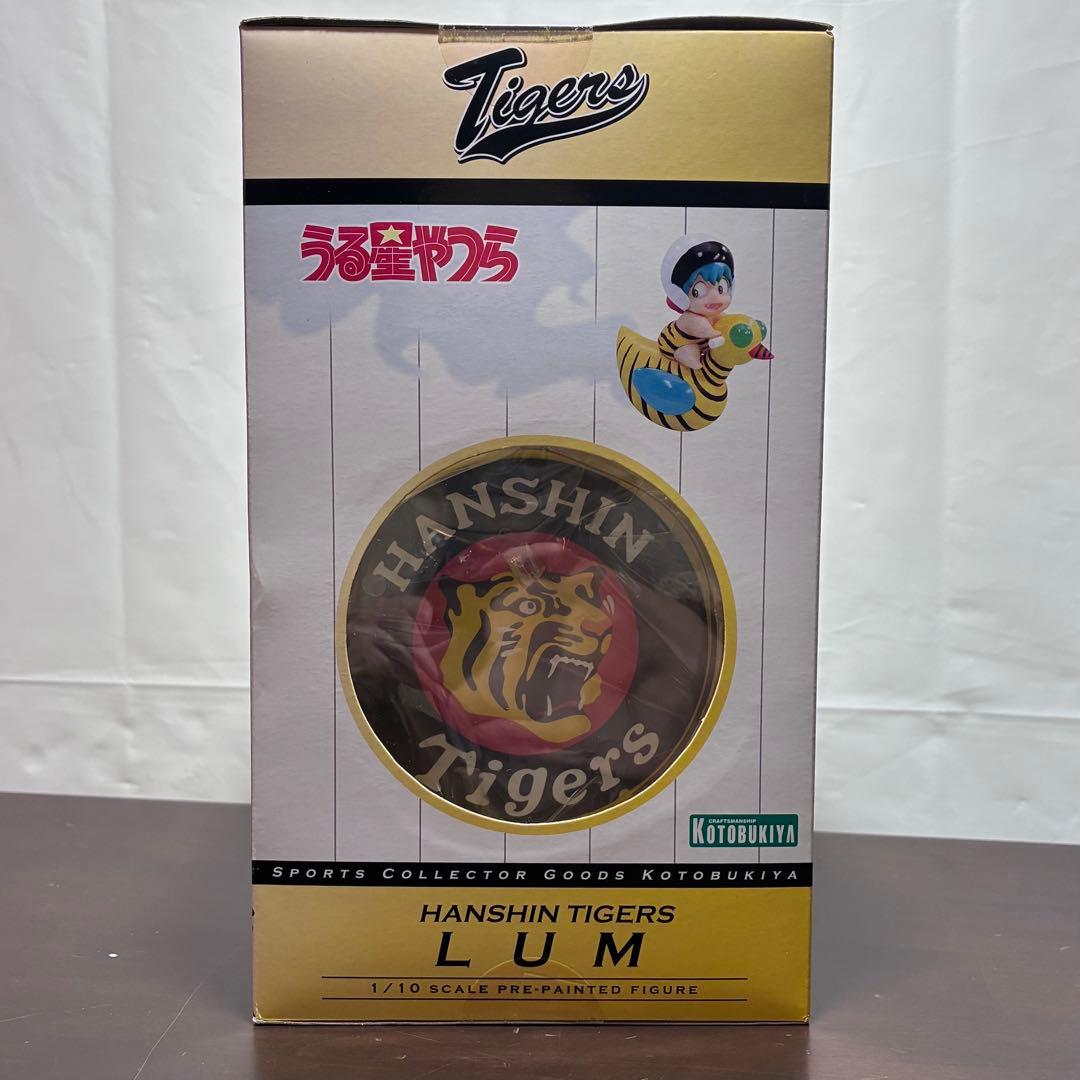 Tigers
うる星やつら
HANSHIN
Tigers
CRAFTSMANSHIP
KOTOBUKIYA
SPORTS COLLECTOR GOODS KOTOBUKIYA
HANSHIN TIGERS
LUM
1/10 SCALE PRE-PAINTED FIGURE